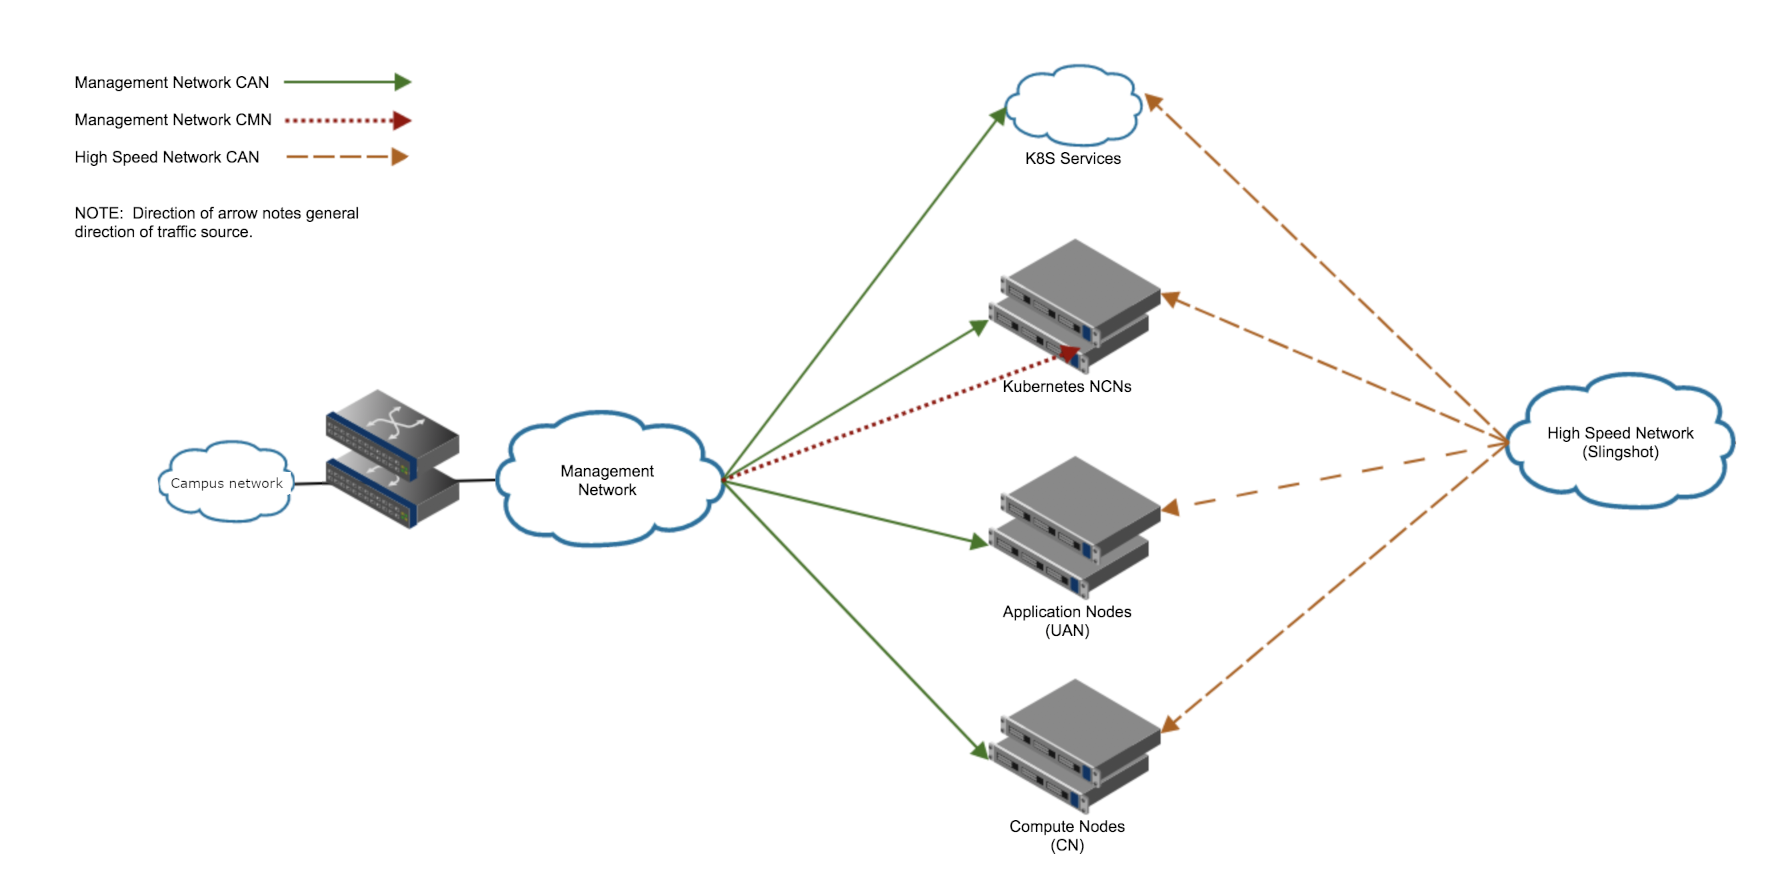 Management Network CAN
Management Network CMN
High Speed Network CAN
NOTE:  Direction of arrow notes general
direction of traffic source.
K8S Services
Kubernetes NCNs
Campus network
Management
Network
High Speed Network
(Slingshot)
Application Nodes
(UAN)
Compute Nodes
(CN)